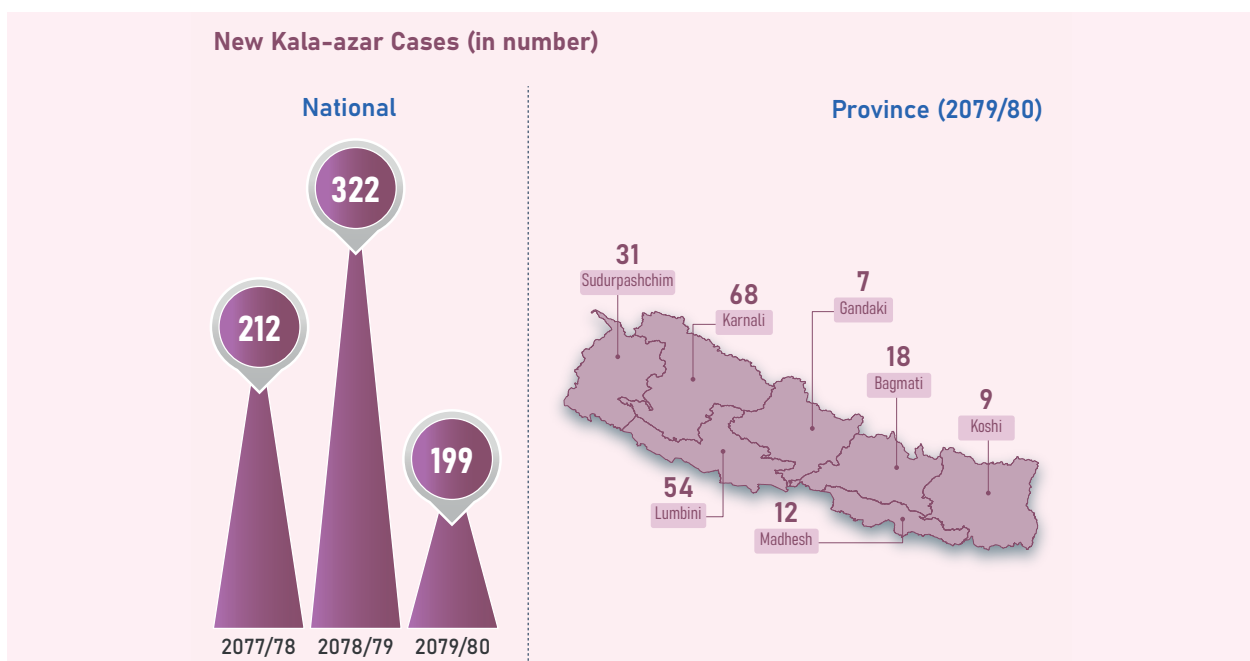 New Kala-azar Cases (in number)
National
322
212
199
2077/78 2078/79 2079/80
Province (2079/80)
31
Sudurpashchim
68
Karnali
7
Gandaki
18
Bagmati
9
Koshi
54
Lumbini
12
Madhesh